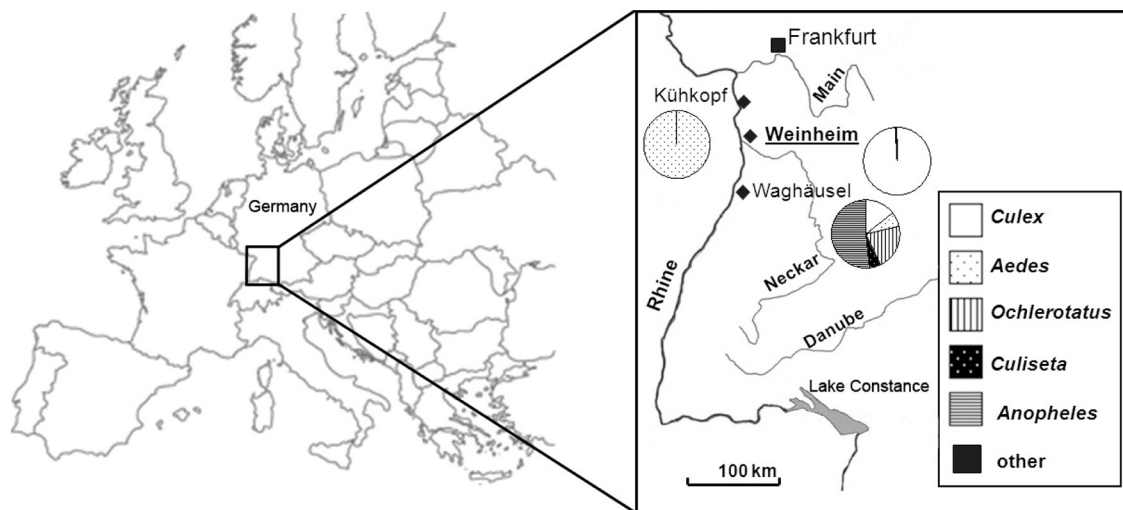 Germany
Frankfurt
Main
Kühkopf
Weinheim
Waghäusel
Rhine
Neckar
Danube
Lake Constance
100 km
Culex
Aedes
Ochlerotatus
Culiseta
Anopheles
other